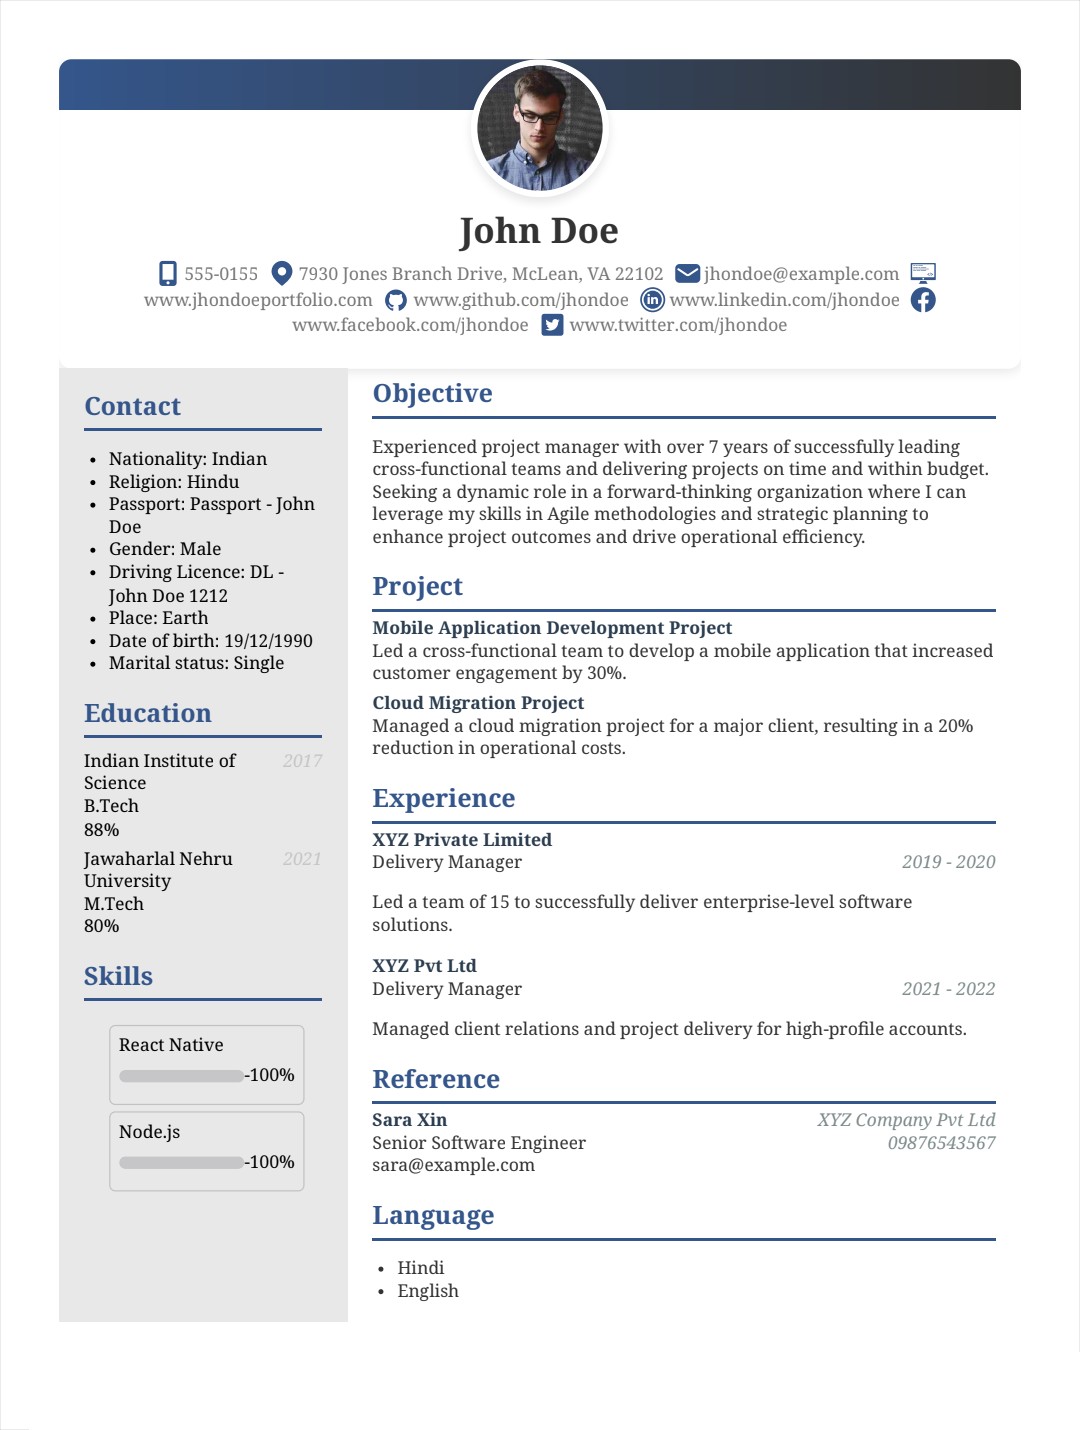 John Doe
555-0155 7930 Jones Branch Drive, McLean, VA 22102 jhondoe@example.com
www.jhondoeportfolio.com www.github.com/jhondoe www.linkedin.com/jhondoe
www.facebook.com/jhondoe www.twitter.com/jhondoe
Contact
• Nationality: Indian
• Religion: Hindu
• Passport: Passport - John
Doe
• Gender: Male
• Driving Licence: DL -
John Doe 1212
• Place: Earth
• Date of birth: 19/12/1990
• Marital status: Single
Education
Indian Institute of 2017
Science
B.Tech
88%
Jawaharlal Nehru 2021
University
M.Tech
80%
Skills
React Native
-100%
Node.js
-100%
Objective
Experienced project manager with over 7 years of successfully leading
cross-functional teams and delivering projects on time and within budget.
Seeking a dynamic role in a forward-thinking organization where I can
leverage my skills in Agile methodologies and strategic planning to
enhance project outcomes and drive operational efficiency.
Project
Mobile Application Development Project
Led a cross-functional team to develop a mobile application that increased
customer engagement by 30%.
Cloud Migration Project
Managed a cloud migration project for a major client, resulting in a 20%
reduction in operational costs.
Experience
XYZ Private Limited
Delivery Manager 2019 - 2020
Led a team of 15 to successfully deliver enterprise-level software
solutions.
XYZ Pvt Ltd
Delivery Manager 2021 - 2022
Managed client relations and project delivery for high-profile accounts.
Reference
Sara Xin XYZ Company Pvt Ltd
Senior Software Engineer 09876543567
sara@example.com
Language
• Hindi
• English